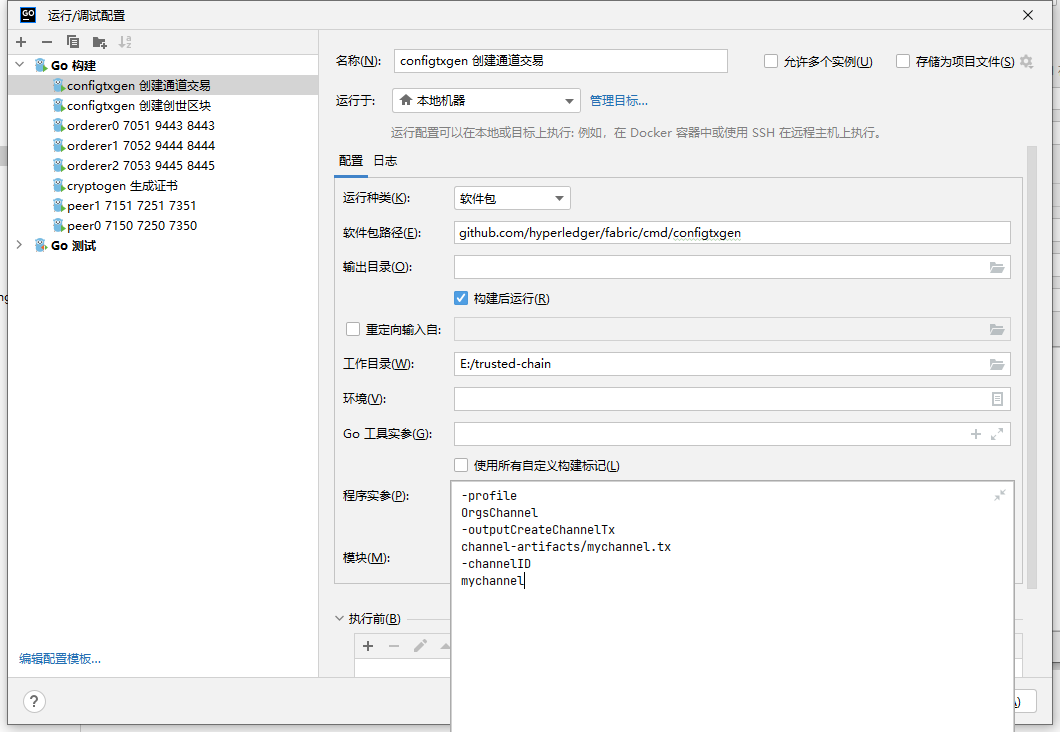 GO 运行/调试配置
Go 构建
configtxgen 创建通道交易
configtxgen 创建创世区块
orderer0 7051 9443 8443
orderer1 7052 9444 8444
orderer2 7053 9445 8445
cryptogen 生成证书
peer1 7151 7251 7351
peer0 7150 7250 7350
Go 测试
编辑配置模板...
?
名称(N): configtxgen 创建通道交易 允许多个实例(U) 存储为项目文件(S)
运行于: 本地机器 管理目标...
运行配置可以在本地或目标上执行: 例如，在 Docker 容器中或使用 SSH 在远程主机上执行。
配置 日志
运行种类(K): 软件包
软件包路径(E): github.com/hyperledger/fabric/cmd/configtxgen
输出目录(O):
构建后运行(R)
重定向输入自:
工作目录(W): E:/trusted-chain
环境(V):
Go 工具实参(G):
使用所有自定义构建标记(L)
程序实参(P): -profile
OrgsChannel
-outputCreateChannelTx
channel-artifacts/mychannel.tx
-channelID
mychannel
模块(M):
执行前(B)